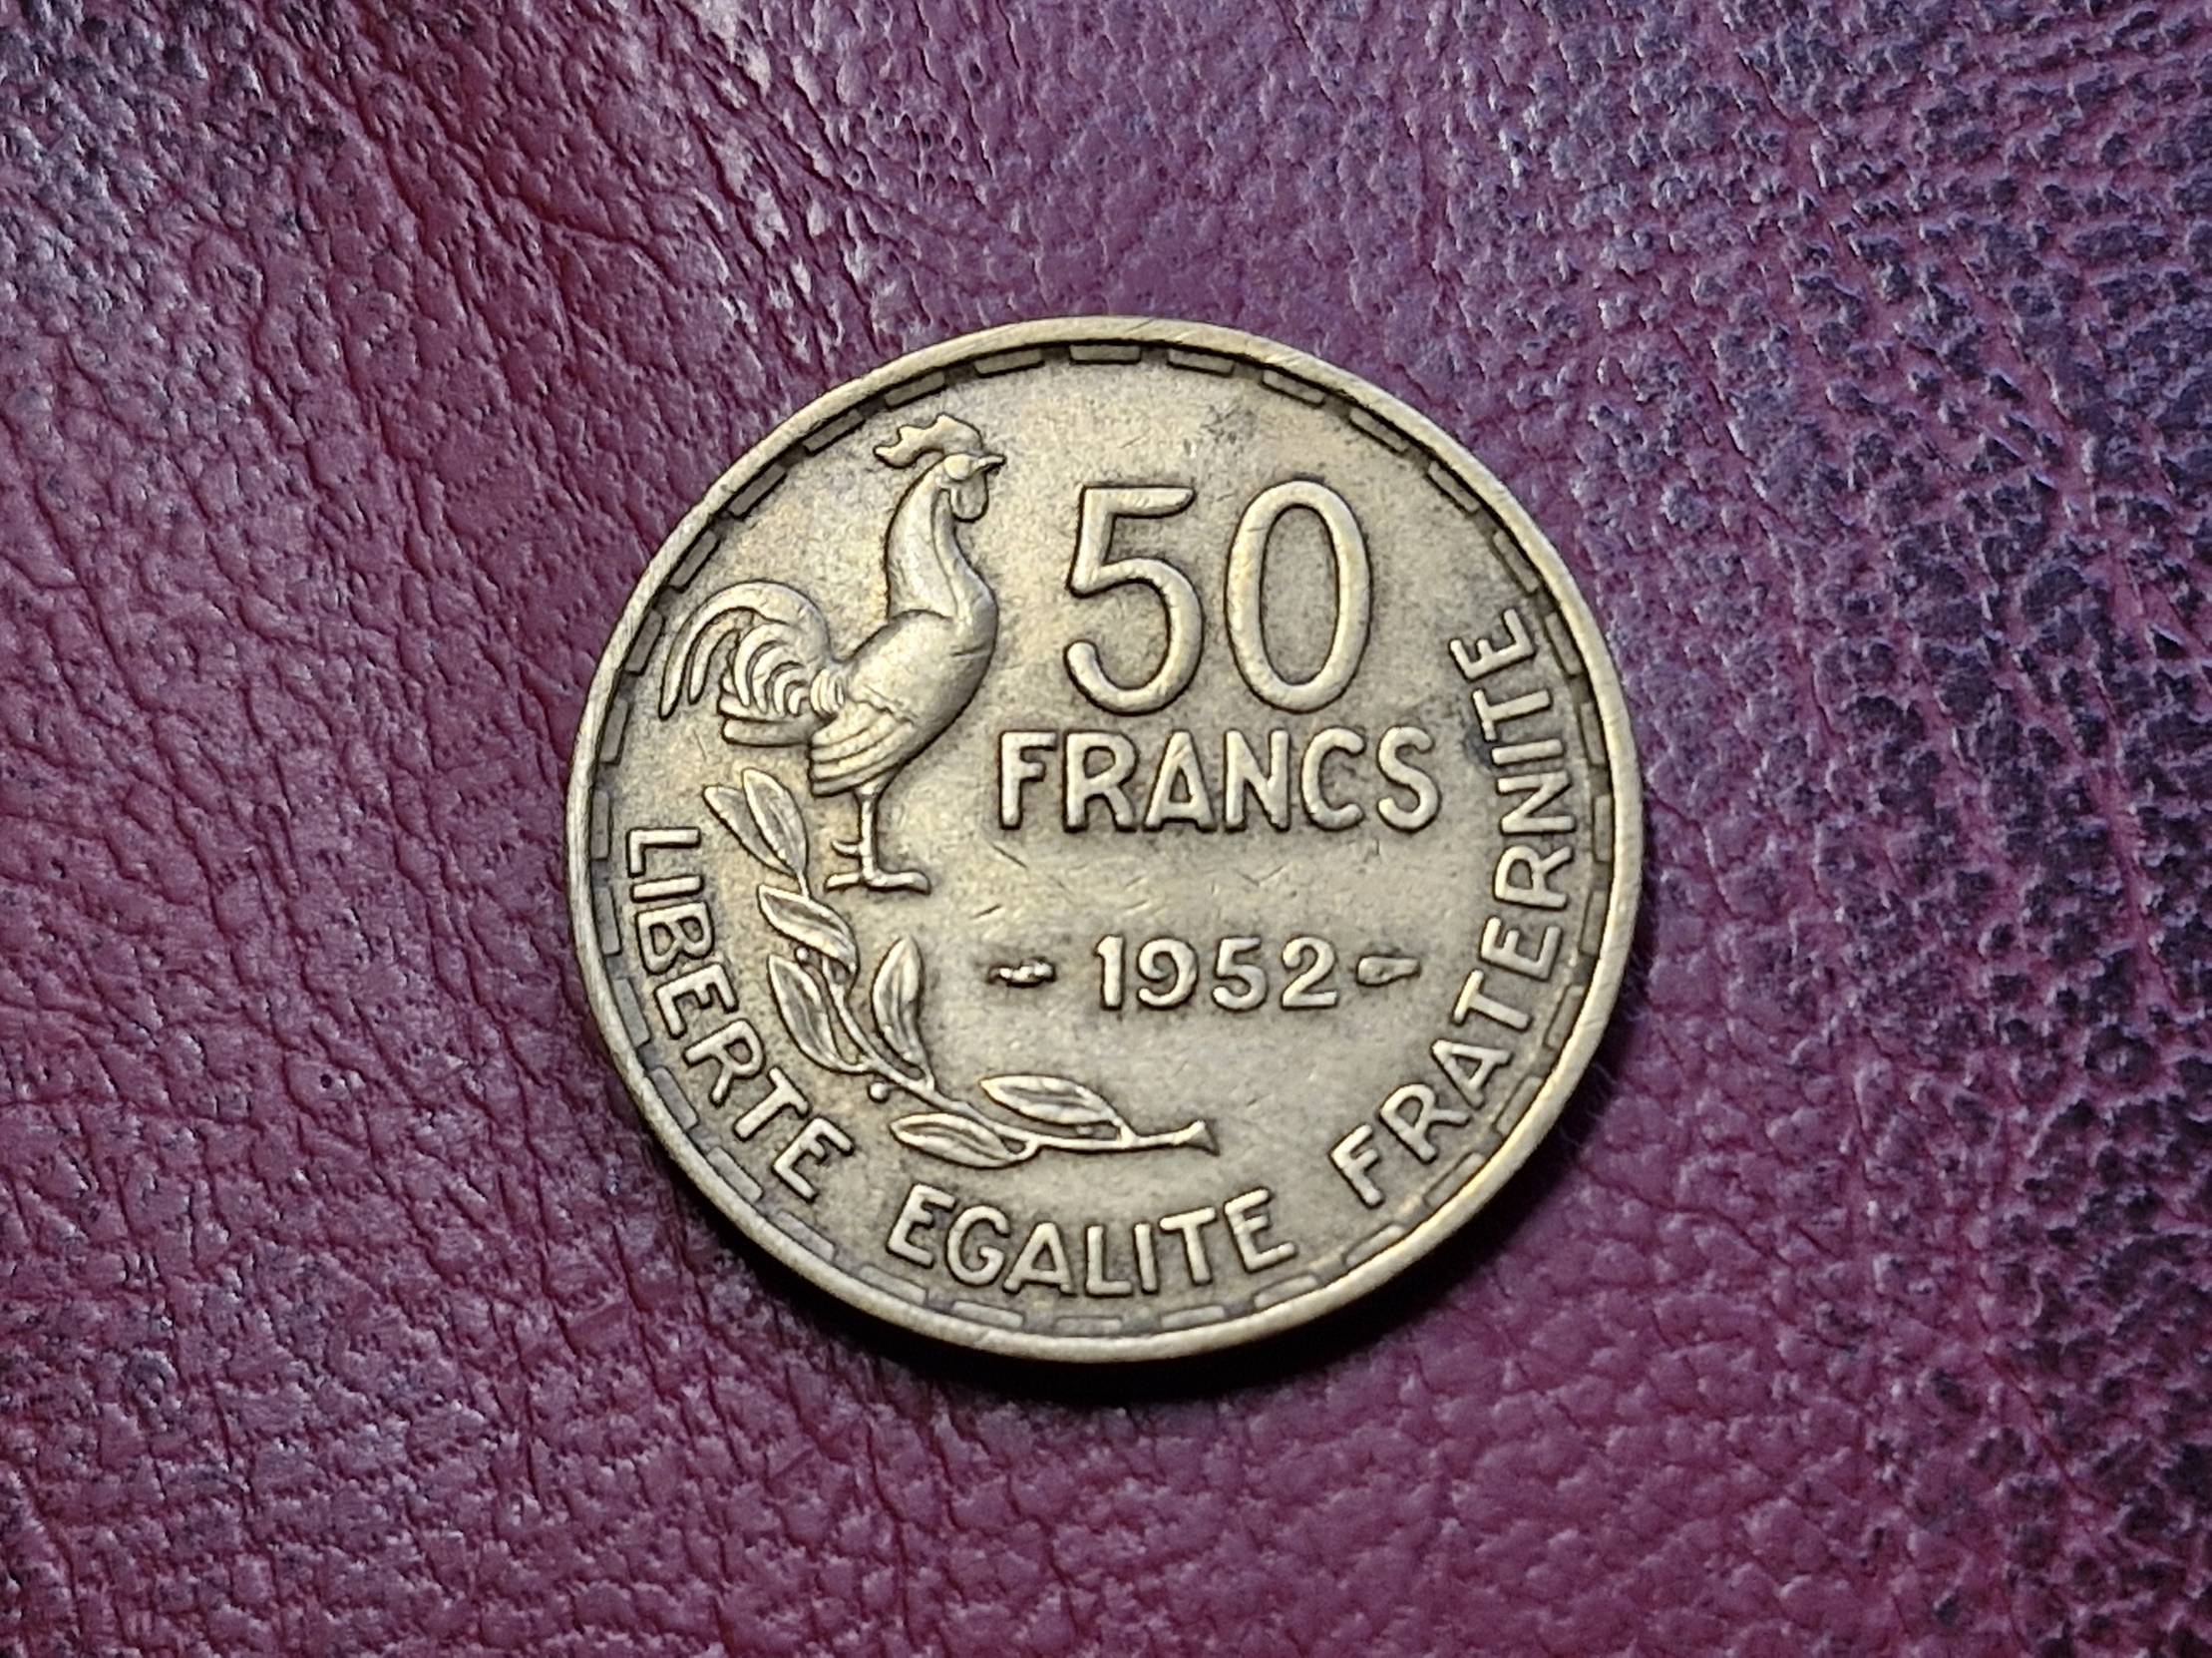 50
FRANCS
- 1952 -
LIBERTE EGALITE FRATERNITE